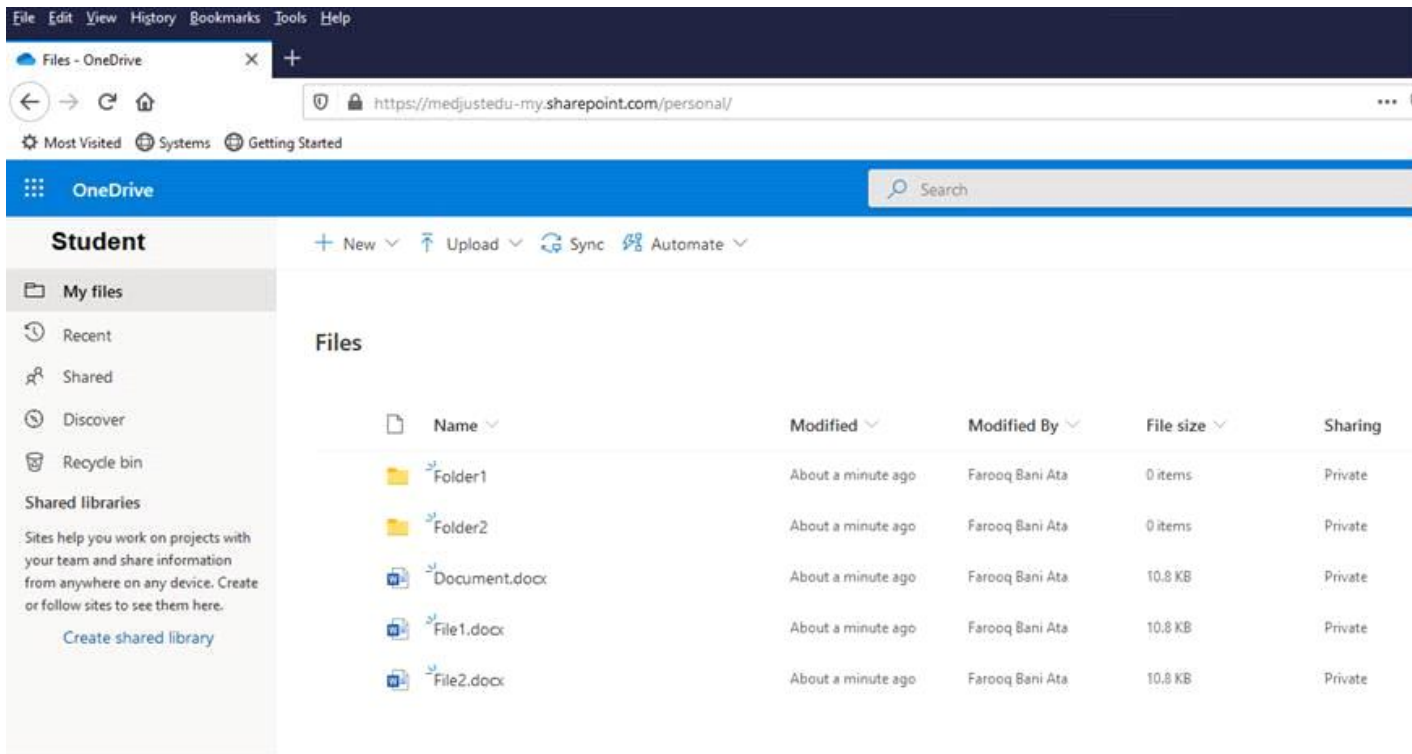 File Edit View History Bookmarks Tools Help
Files - OneDrive
https://medjustedu-my.sharepoint.com/personal/
Most Visited Systems Getting Started
OneDrive Search
Student
New Upload Sync Automate
My files
Recent
Shared
Discover
Recycle bin
Shared libraries
Sites help you work on projects with
your team and share information
from anywhere on any device. Create
or follow sites to see them here.
Create shared library
Files
Name Modified Modified By File size Sharing
Folder1 About a minute ago Farooq Bani Ata 0 items Private
Folder2 About a minute ago Farooq Bani Ata 0 items Private
Document.docx About a minute ago Farooq Bani Ata 10.8 KB Private
File1.docx About a minute ago Farooq Bani Ata 10.8 KB Private
File2.docx About a minute ago Farooq Bani Ata 10.8 KB Private